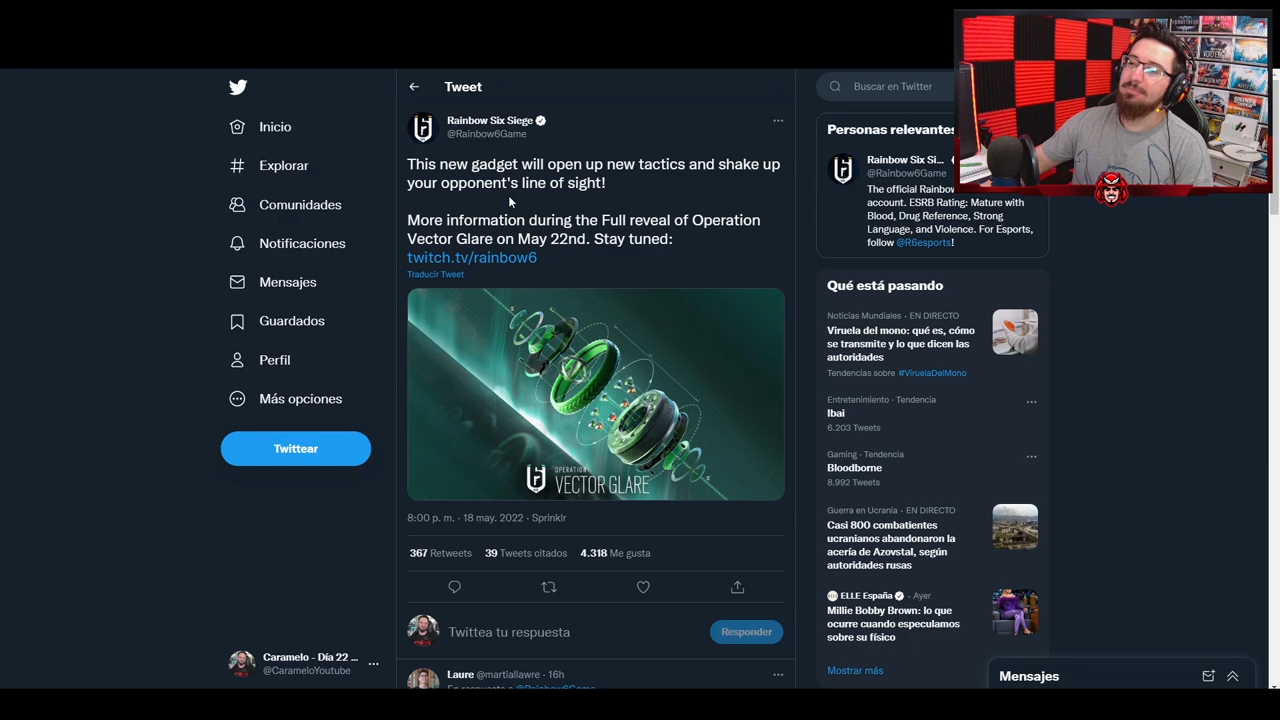 Inicio
Explorar
Comunidades
Notificaciones
Mensajes
Guardados
Perfil
Más opciones
Twittear
Caramelo - Día 22 ...
@CarameloYoutube
Tweet
Rainbow Six Siege
@Rainbow6Game
This new gadget will open up new tactics and shake up
your opponent's line of sight!
More information during the Full reveal of Operation
Vector Glare on May 22nd. Stay tuned:
twitch.tv/rainbow6
Traducir Tweet
OPERATION
VECTOR GLARE
8:00 p. m. · 18 may. 2022 · Sprinklr
367 Retweets 39 Tweets citados 4.318 Me gusta
Twittea tu respuesta
Responder
Laure @martiallawre · 16h
En respuesta a @Rainbow6Game
Buscar en Twitter
Personas relevantes
Rainbow Six Si...
@Rainbow6Game
The official Rainbow
account. ESRB Rating: Mature with
Blood, Drug Reference, Strong
Language, and Violence. For Esports,
follow @R6esports!
Qué está pasando
Noticias Mundiales · EN DIRECTO
Viruela del mono: qué es, cómo
se transmite y lo que dicen las
autoridades
Tendencias sobre #ViruelaDelMono
Entretenimiento · Tendencia
Ibai
6.203 Tweets
Gaming · Tendencia
Bloodborne
8.992 Tweets
Guerra en Ucrania · EN DIRECTO
Casi 800 combatientes
ucranianos abandonaron la
acería de Azovstal, según
autoridades rusas
ELLE España · Ayer
Millie Bobby Brown: lo que
ocurre cuando especulamos
sobre su físico
Mostrar más
Mensajes